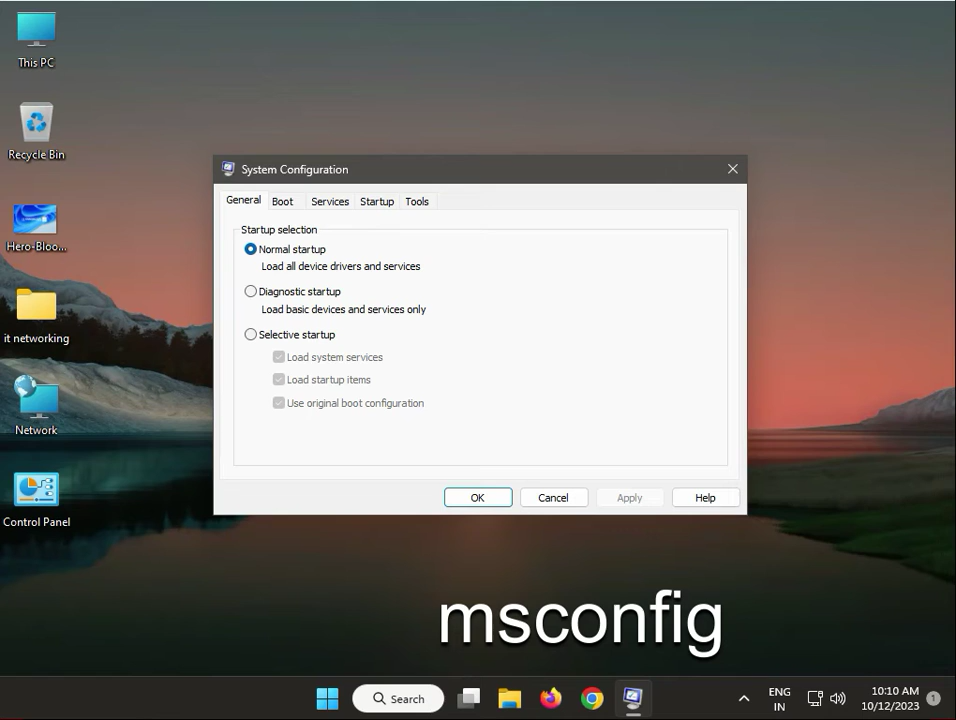 This PC
Recycle Bin
Hero-Bloo...
it networking
Network
Control Panel
System Configuration
General Boot Services Startup Tools
Startup selection
Normal startup
Load all device drivers and services
Diagnostic startup
Load basic devices and services only
Selective startup
Load system services
Load startup items
Use original boot configuration
OK Cancel Apply Help
msconfig
Search
ENG
IN
10:10 AM
10/12/2023
1